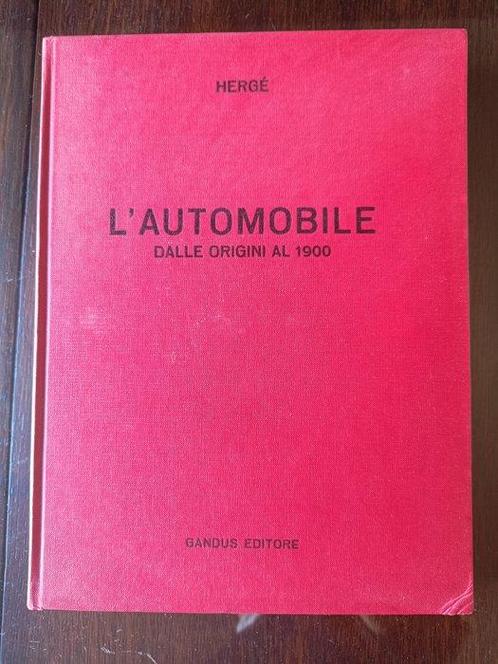 HERGÉ
L'AUTOMOBILE
DALLE ORIGINI AL 1900
GANDUS EDITORE